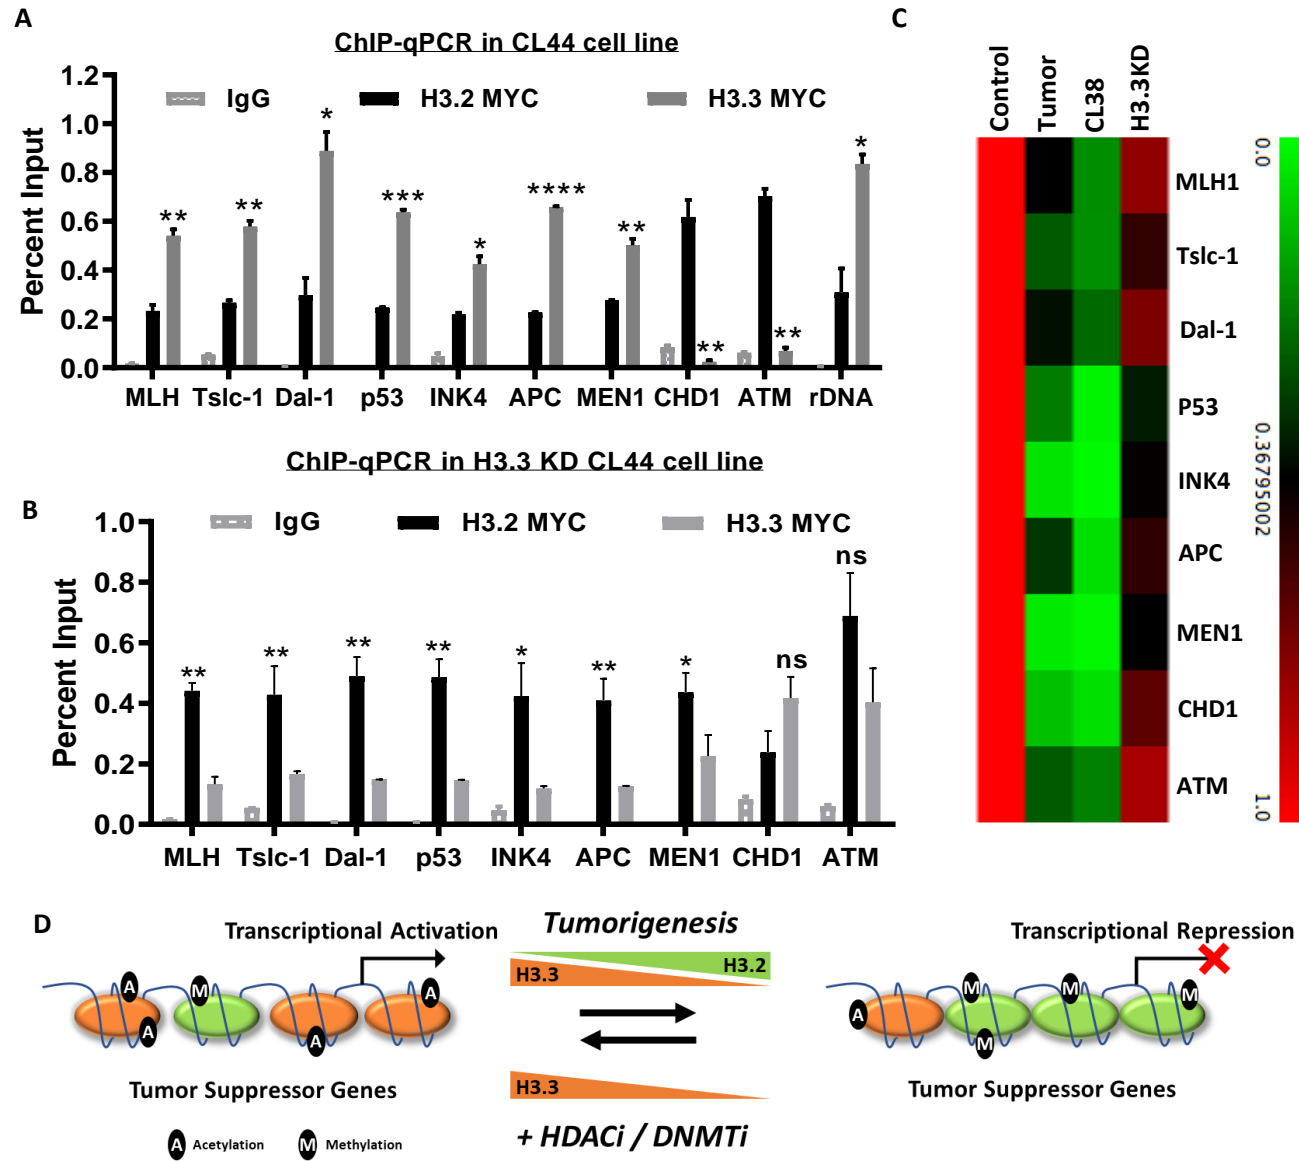 A
ChIP-qPCR in CL44 cell line
IgG
H3.2 MYC
H3.3 MYC
Percent Input
1.2
1.0
0.8
0.6
0.4
0.2
0.0
** ** * *** * **** ** ** ** *
MLH Tslc-1 Dal-1 p53 INK4 APC MEN1 CHD1 ATM rDNA
B
ChIP-qPCR in H3.3 KD CL44 cell line
IgG
H3.2 MYC
H3.3 MYC
Percent Input
1.0
0.8
0.6
0.4
0.2
0.0
** ** ** ** * ** * ns ns
MLH Tslc-1 Dal-1 p53 INK4 APC MEN1 CHD1 ATM
C
Control
Tumor
CL38
H3.3KD
MLH1
Tslc-1
Dal-1
P53
INK4
APC
MEN1
CHD1
ATM
0.0
0.36795002
1.0
D
Transcriptional Activation
A
M
A
A
A
Tumor Suppressor Genes
A Acetylation
M Methylation
Tumorigenesis
H3.2
H3.3
H3.3
+ HDACi / DNMTi
Transcriptional Repression
M
M
M
A
M
Tumor Suppressor Genes